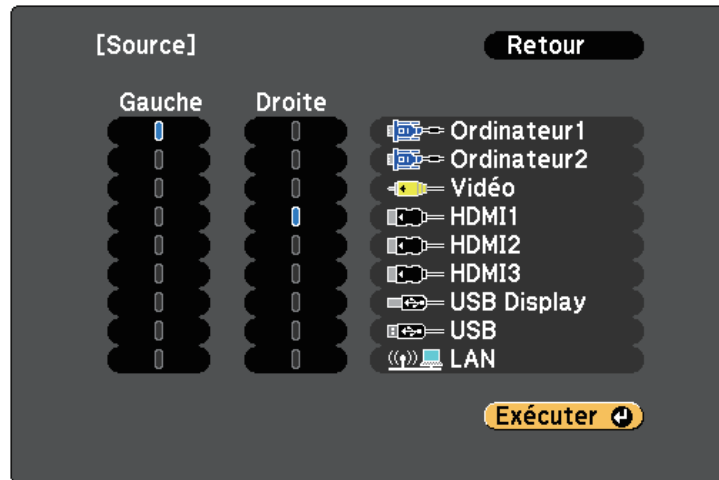 [Source] Retour
Gauche Droite
Ordinateur1
Ordinateur2
Vidéo
HDMI1
HDMI2
HDMI3
USB Display
USB
LAN
Exécuter